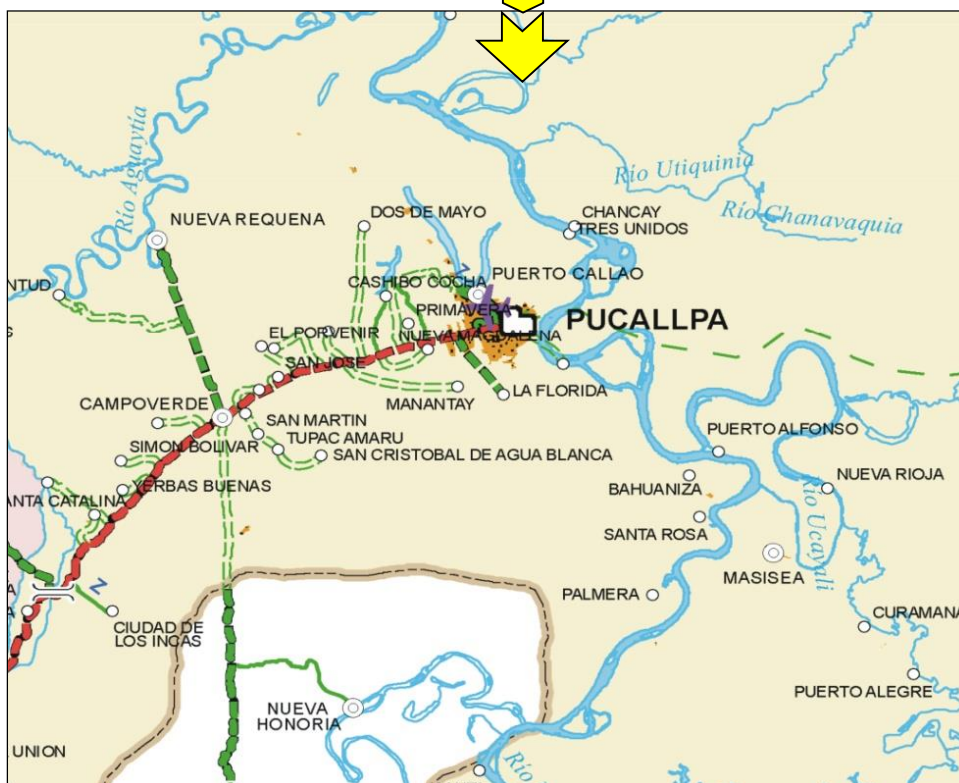 Río Aguaytía
Río Utiquinia
Río Chanavaquia
NUEVA REQUENA
DOS DE MAYO
CHANCAY
TRES UNIDOS
NTUD
CASHIBO COCHA
PUERTO CALLAO
PRIMAVERA
PUCALLPA
EL PORVENIR
NUEVA MAGDALENA
SAN JOSE
LA FLORIDA
MANANTAY
CAMPOVERDE
SAN MARTIN
TUPAC AMARU
PUERTO ALFONSO
SIMON BOLIVAR
SAN CRISTOBAL DE AGUA BLANCA
YERBAS BUENAS
BAHUANIZA
NUEVA RIOJA
ANTA CATALINA
Río Ucayali
SANTA ROSA
MASISEA
PALMERA
CIUDAD DE
LOS INCAS
CURAMANA
PUERTO ALEGRE
NUEVA
HONORIA
UNION